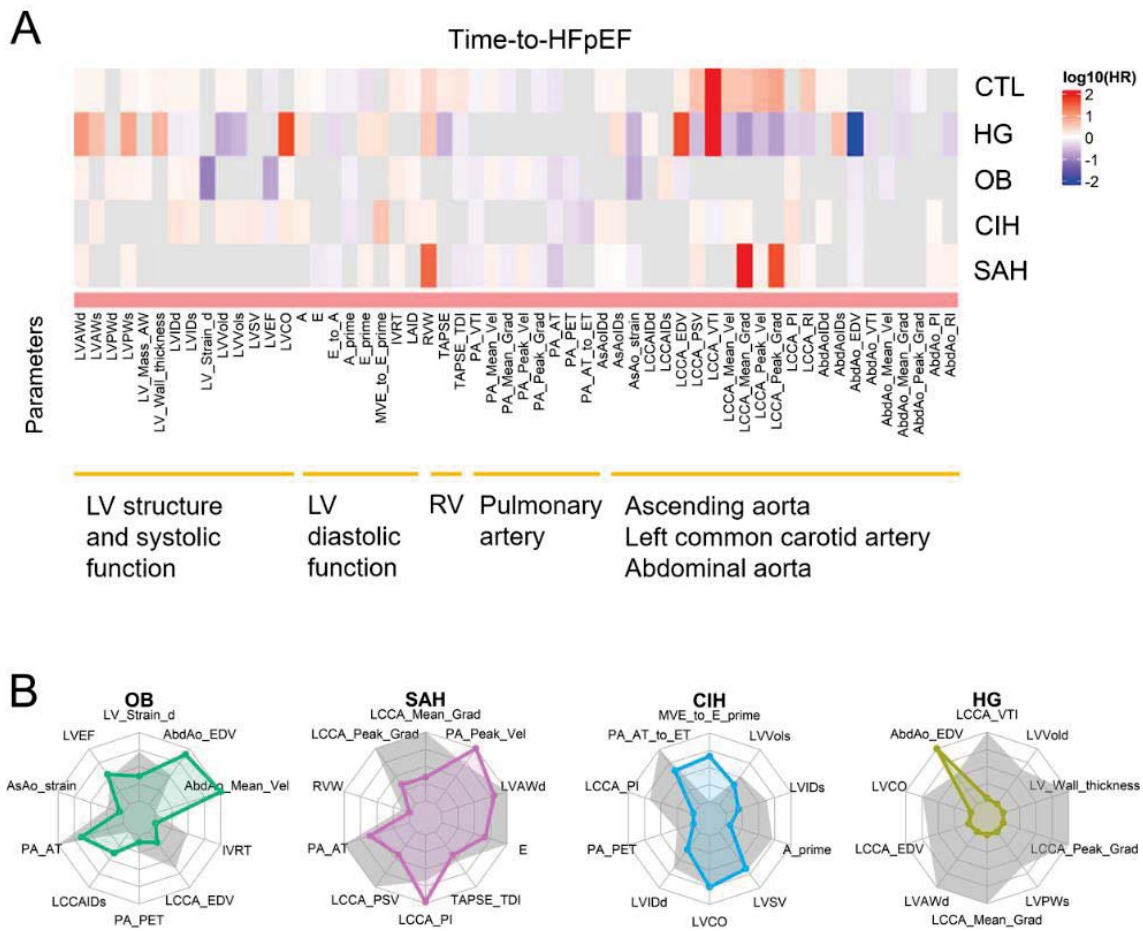 A
Time-to-HFpEF
log10(HR)
2
1
0
-1
-2
CTL
HG
OB
CIH
SAH
Parameters
LVAWd
LVAWs
LVPWd
LVPWs
LV_Mass_AW
LV_Wall_thickness
LVIDd
LVIDs
LV_Strain_d
LVVold
LVVols
LVSV
LVEF
LVCO
A
E
E_to_A
A_prime
E_prime
MVE_to_E_prime
IVRT
LAID
RVW
TAPSE
TAPSE_TDI
PA_VTI
PA_Mean_Vel
PA_Mean_Grad
PA_Peak_Vel
PA_Peak_Grad
PA_AT
PA_PET
PA_AT_to_ET
AsAoIDd
AsAoIDs
AsAo_strain
LCCAIDd
LCCAIDs
LCCA_EDV
LCCA_PSV
LCCA_VTI
LCCA_Mean_Vel
LCCA_Mean_Grad
LCCA_Peak_Vel
LCCA_Peak_Grad
LCCA_PI
LCCA_RI
AbdAoIDd
AbdAoIDs
AbdAo_EDV
AbdAo_VTI
AbdAo_Mean_Vel
AbdAo_Mean_Grad
AbdAo_Peak_Grad
AbdAo_PI
AbdAo_RI
LV structure
and systolic
function
LV
diastolic
function
RV
Pulmonary
artery
Ascending aorta
Left common carotid artery
Abdominal aorta
B
OB
LV_Strain_d
LVEF
AbdAo_EDV
AsAo_strain
AbdAo_Mean_Vel
PA_AT
IVRT
LCCAIDs
LCCA_EDV
PA_PET
SAH
LCCA_Mean_Grad
LCCA_Peak_Grad
PA_Peak_Vel
RVW
LVAWd
PA_AT
E
LCCA_PSV
TAPSE_TDI
LCCA_PI
CIH
MVE_to_E_prime
PA_AT_to_ET
LVVols
LCCA_PI
LVIDs
PA_PET
A_prime
LVIDd
LVSV
LVCO
HG
LCCA_VTI
AbdAo_EDV
LVVold
LVCO
LV_Wall_thickness
LCCA_EDV
LCCA_Peak_Grad
LVAWd
LVPWs
LCCA_Mean_Grad